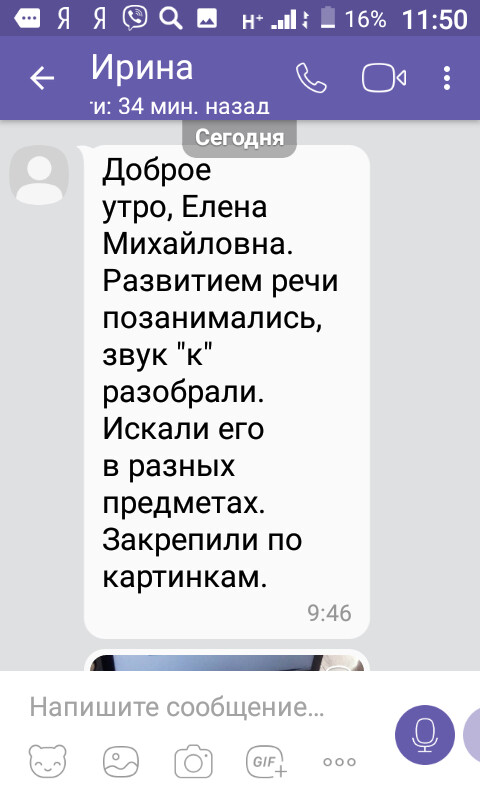 Я Я H+ 16% 11:50
Ирина
и: 34 мин. назад
Сегодня
Доброе
утро, Елена
Михайловна.
Развитием речи
позанимались,
звук "к"
разобрали.
Искали его
в разных
предметах.
Закрепили по
картинкам.
9:46
Напишите сообщение...
GIF